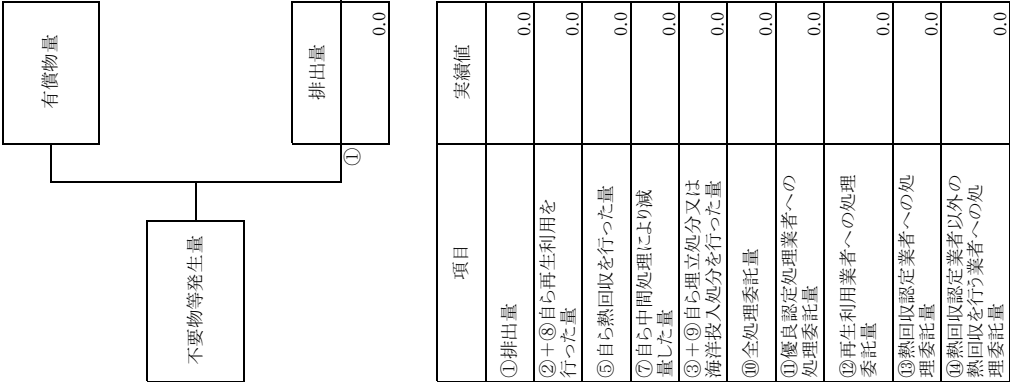 不要物等発生量
有償物量
排出量
①
0.0
項目
実績値
①排出量
0.0
②+⑧自ら再生利用を
行った量
0.0
⑤自ら熱回収を行った量
0.0
⑦自ら中間処理により減
量した量
0.0
③+⑨自ら埋立処分又は
海洋投入処分を行った量
0.0
⑩全処理委託量
0.0
⑪優良認定処理業者への
処理委託量
0.0
⑫再生利用業者への処理
委託量
0.0
⑬熱回収認定業者への処
理委託量
0.0
⑭熱回収認定業者以外の
熱回収を行う業者への処
理委託量
0.0